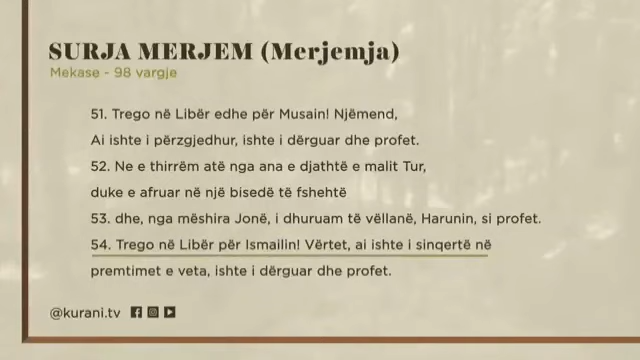 SURJA MERJEM (Merjemja)
Mekase - 98 vargje
51. Trego në Libër edhe për Musain! Njëmend,
Ai ishte i përzgjedhur, ishte i dërguar dhe profet.
52. Ne e thirrëm atë nga ana e djathtë e malit Tur,
duke e afruar në një bisedë të fshehtë
53. dhe, nga mëshira Jonë, i dhuruam të vëllanë, Harunin, si profet.
54. Trego në Libër për Ismailin! Vërtet, ai ishte i sinqertë në
premtimet e veta, ishte i dërguar dhe profet.
@kurani.tv